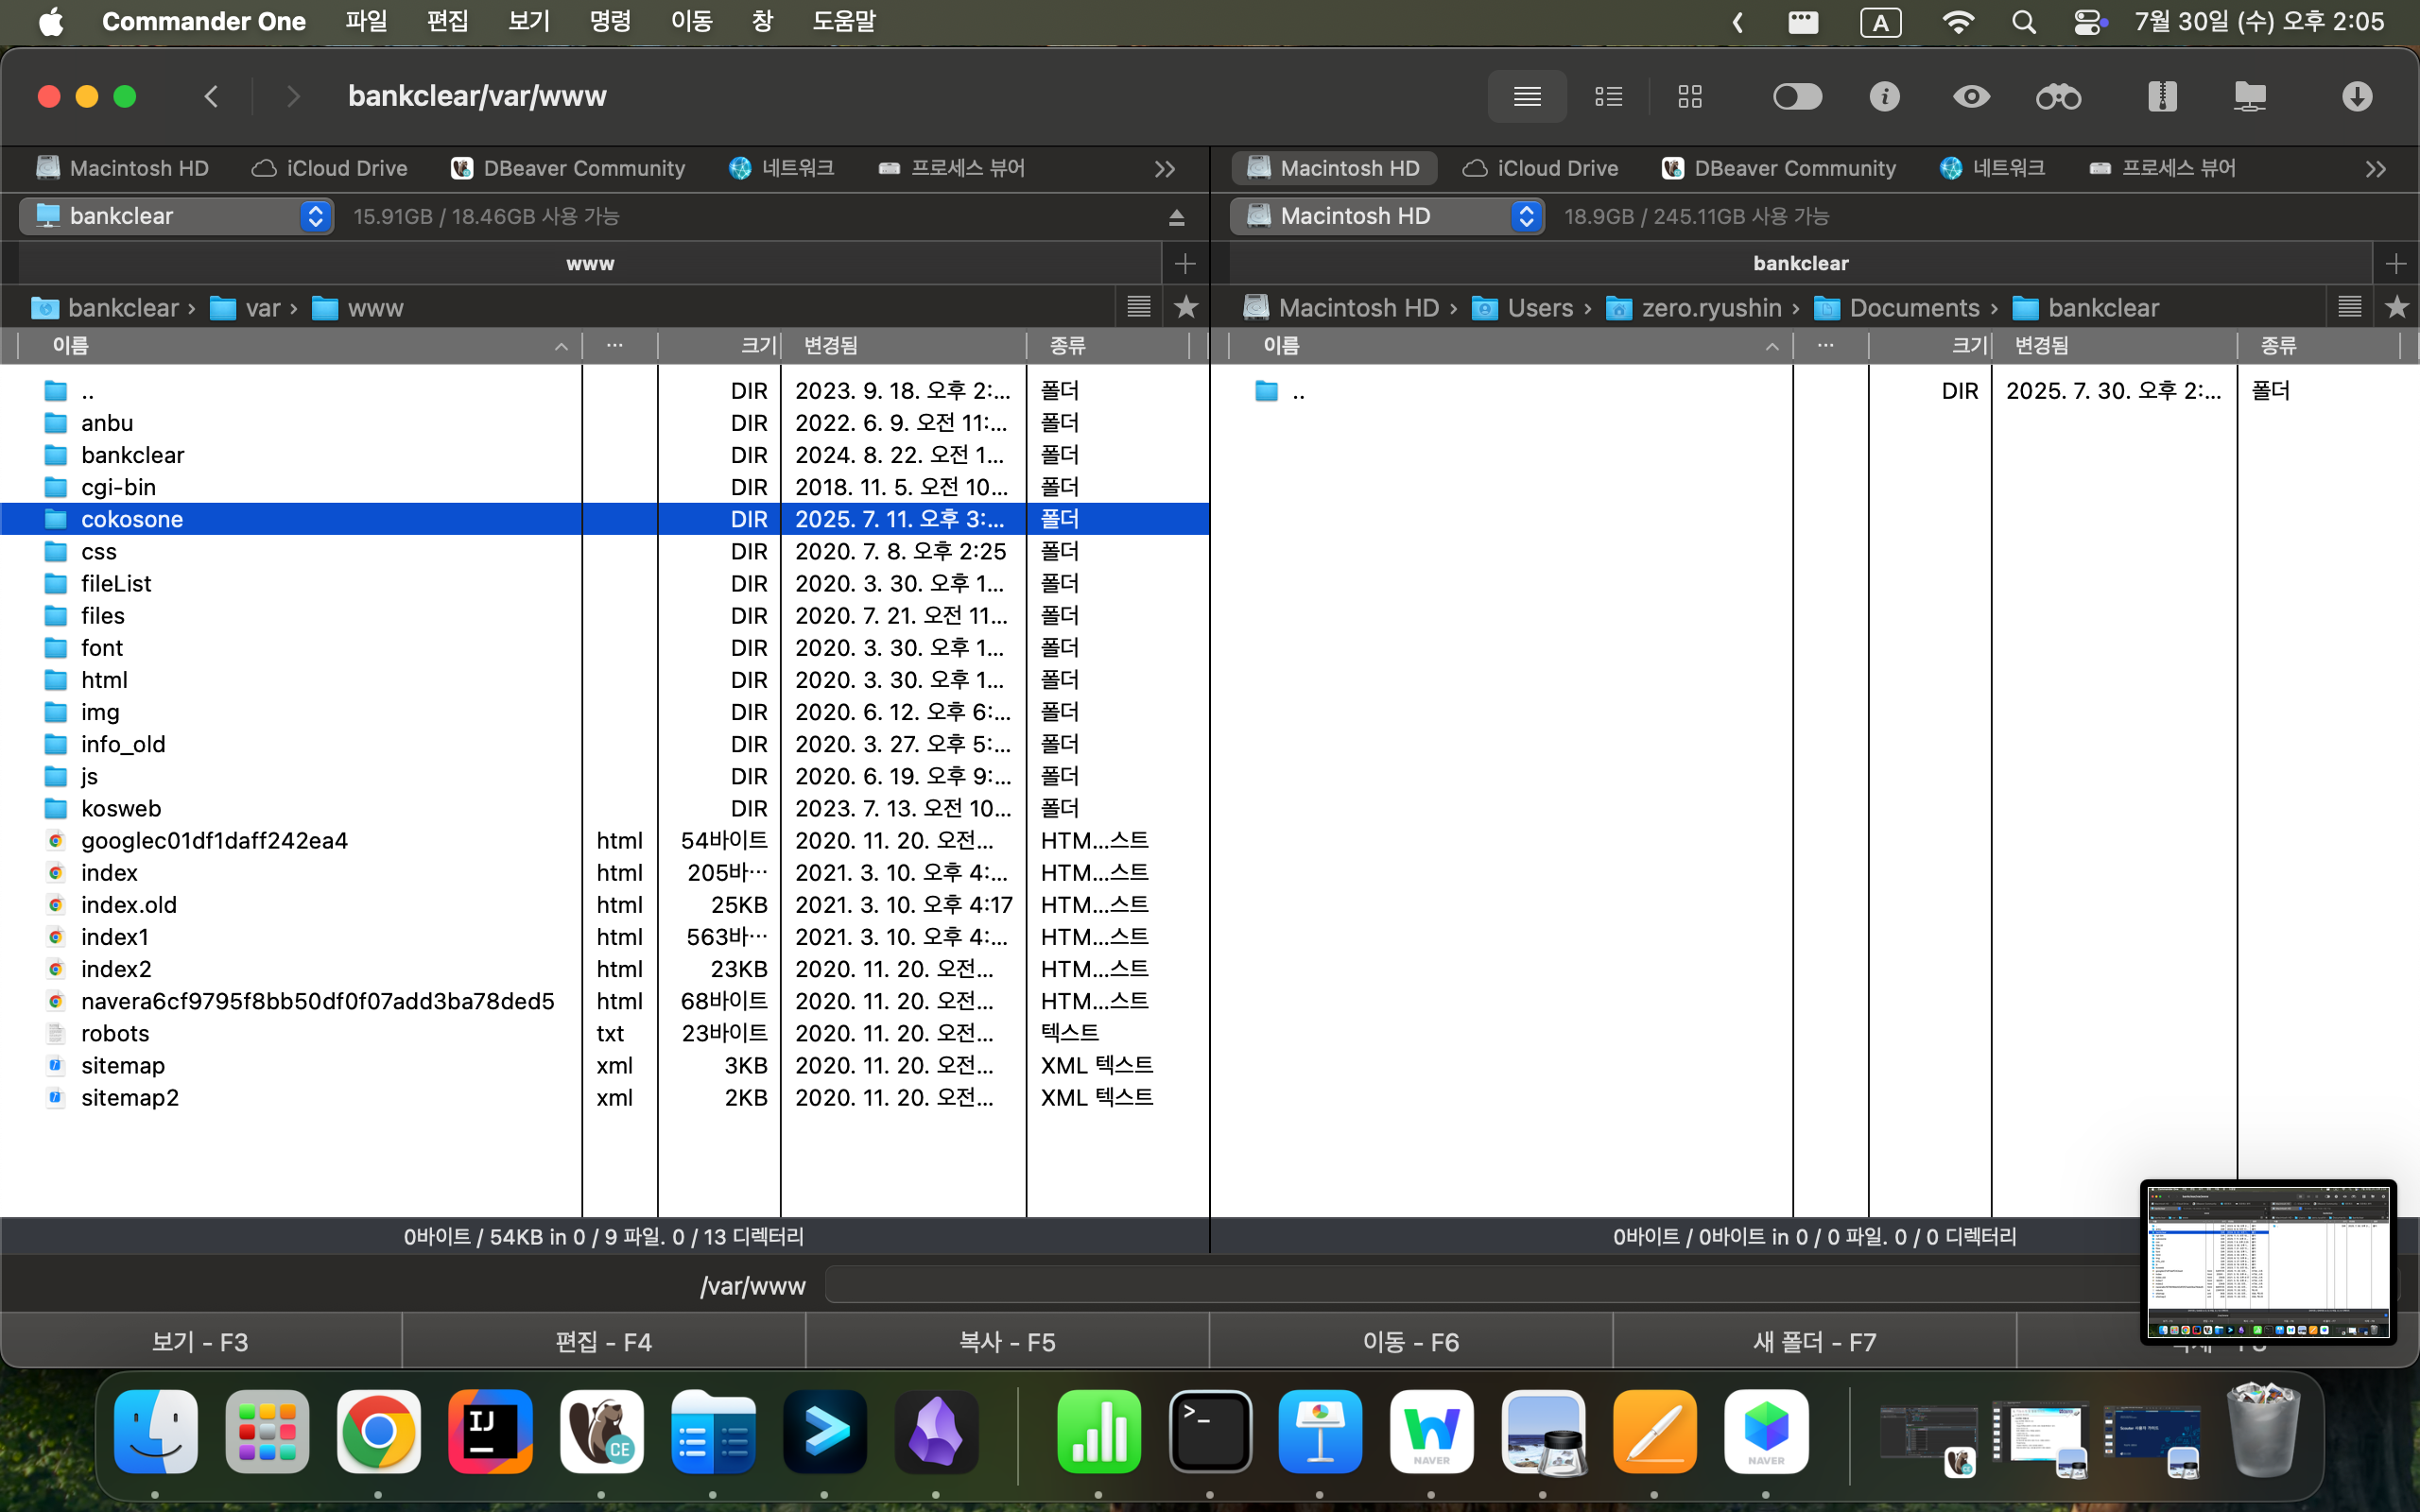 Commander One 파일 편집 보기 명령 이동 창 도움말 A 7월 30일 (수) 오후 2:05
bankclear/var/www
Macintosh HD iCloud Drive DBeaver Community 네트워크 프로세스 뷰어 >>
Macintosh HD iCloud Drive DBeaver Community 네트워크 프로세스 뷰어 >>
bankclear 15.91GB / 18.46GB 사용 가능
Macintosh HD 18.9GB / 245.11GB 사용 가능
www
bankclear
bankclear › var › www
Macintosh HD › Users › zero.ryushin › Documents › bankclear
이름 ... 크기 변경됨 종류
이름 ... 크기 변경됨 종류
.. DIR 2023. 9. 18. 오후 2:... 폴더
.. DIR 2025. 7. 30. 오후 2:... 폴더
anbu DIR 2022. 6. 9. 오전 11:... 폴더
bankclear DIR 2024. 8. 22. 오전 1... 폴더
cgi-bin DIR 2018. 11. 5. 오전 10... 폴더
cokosone DIR 2025. 7. 11. 오후 3:... 폴더
css DIR 2020. 7. 8. 오후 2:25 폴더
fileList DIR 2020. 3. 30. 오후 1... 폴더
files DIR 2020. 7. 21. 오전 11... 폴더
font DIR 2020. 3. 30. 오후 1... 폴더
html DIR 2020. 3. 30. 오후 1... 폴더
img DIR 2020. 6. 12. 오후 6:... 폴더
info_old DIR 2020. 3. 27. 오후 5:... 폴더
js DIR 2020. 6. 19. 오후 9:... 폴더
kosweb DIR 2023. 7. 13. 오전 10... 폴더
googlec01df1daff242ea4 html 54바이트 2020. 11. 20. 오전... HTM...스트
index html 205바... 2021. 3. 10. 오후 4:... HTM...스트
index.old html 25KB 2021. 3. 10. 오후 4:17 HTM...스트
index1 html 563바... 2021. 3. 10. 오후 4:... HTM...스트
index2 html 23KB 2020. 11. 20. 오전... HTM...스트
navera6cf9795f8bb50df0f07add3ba78ded5 html 68바이트 2020. 11. 20. 오전... HTM...스트
robots txt 23바이트 2020. 11. 20. 오전... 텍스트
sitemap xml 3KB 2020. 11. 20. 오전... XML 텍스트
sitemap2 xml 2KB 2020. 11. 20. 오전... XML 텍스트
0바이트 / 54KB in 0 / 9 파일. 0 / 13 디렉터리
0바이트 / 0바이트 in 0 / 0 파일. 0 / 0 디렉터리
/var/www
보기 - F3 편집 - F4 복사 - F5 이동 - F6 새 폴더 - F7
IJ CE >_ NAVER NAVER